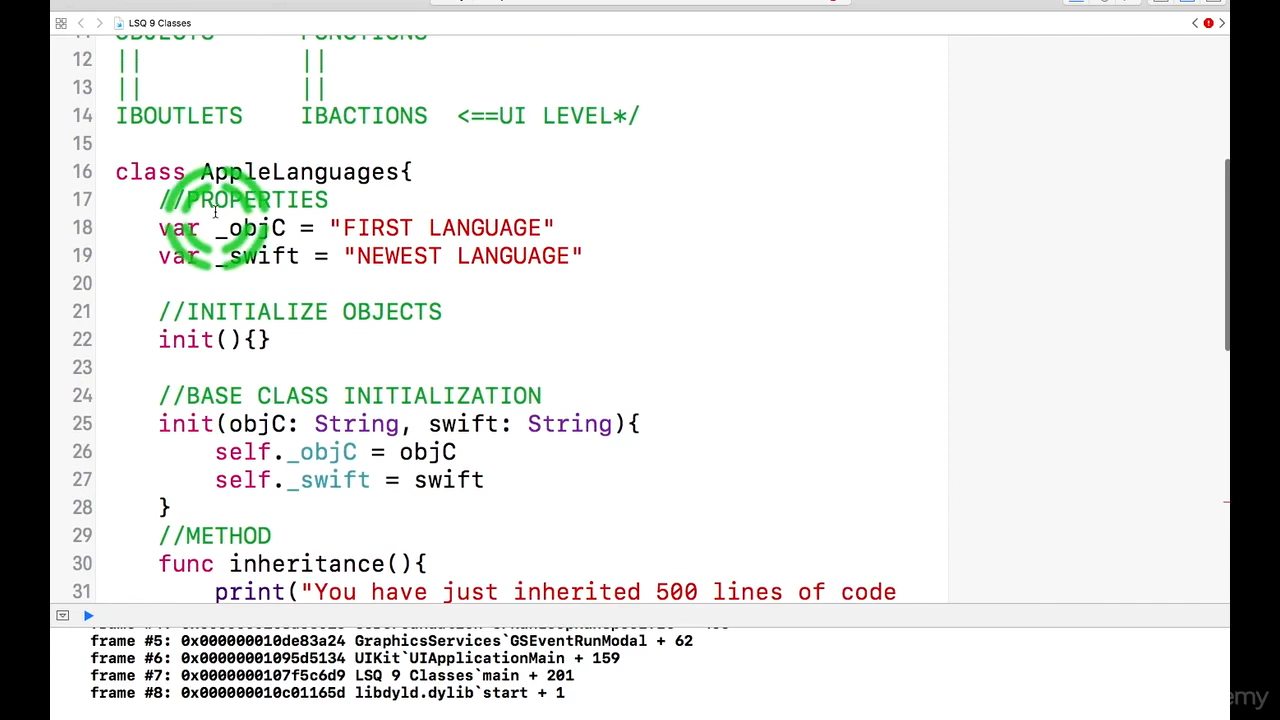 LSQ 9 Classes
OBJECTS FUNCTIONS
12 || ||
13 || ||
14 IBOUTLETS IBACTIONS <==UI LEVEL*/
15
16 class AppleLanguages{
17 //PROPERTIES
18 var _objC = "FIRST LANGUAGE"
19 var _swift = "NEWEST LANGUAGE"
20
21 //INITIALIZE OBJECTS
22 init(){}
23
24 //BASE CLASS INITIALIZATION
25 init(objC: String, swift: String){
26 self._objC = objC
27 self._swift = swift
28 }
29 //METHOD
30 func inheritance(){
31 print("You have just inherited 500 lines of code
frame #5: 0x000000010de83a24 GraphicsServices`GSEventRunModal + 62
frame #6: 0x00000001095d5134 UIKit`UIApplicationMain + 159
frame #7: 0x0000000107f5c6d9 LSQ 9 Classes`main + 201
frame #8: 0x000000010c01165d libdyld.dylib`start + 1